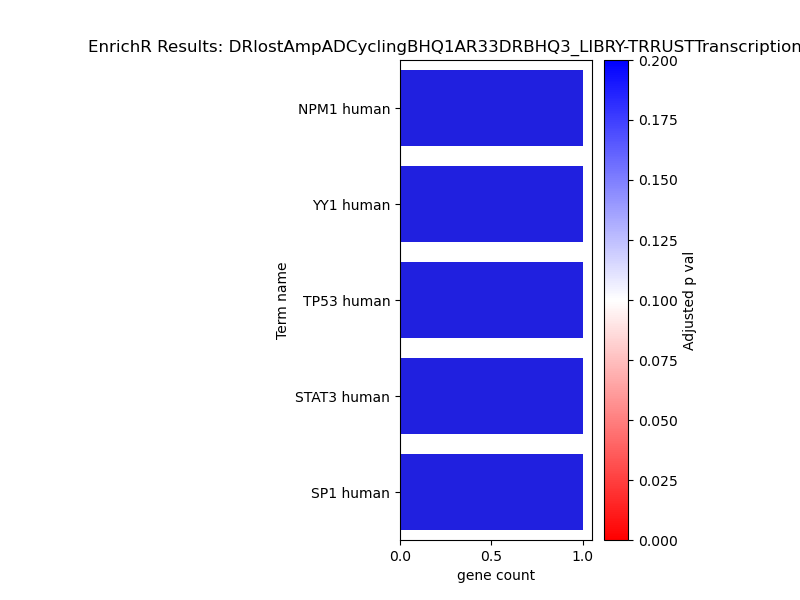 EnrichR Results: DRlostAmpADCyclingBHQ1AR33DRBHQ3_LIBRY-TRRUSTTranscription
Term name
NPM1 human
YY1 human
TP53 human
STAT3 human
SP1 human
0.0
0.5
1.0
gene count
0.200
0.175
0.150
0.125
0.100
0.075
0.050
0.025
0.000
Adjusted p val